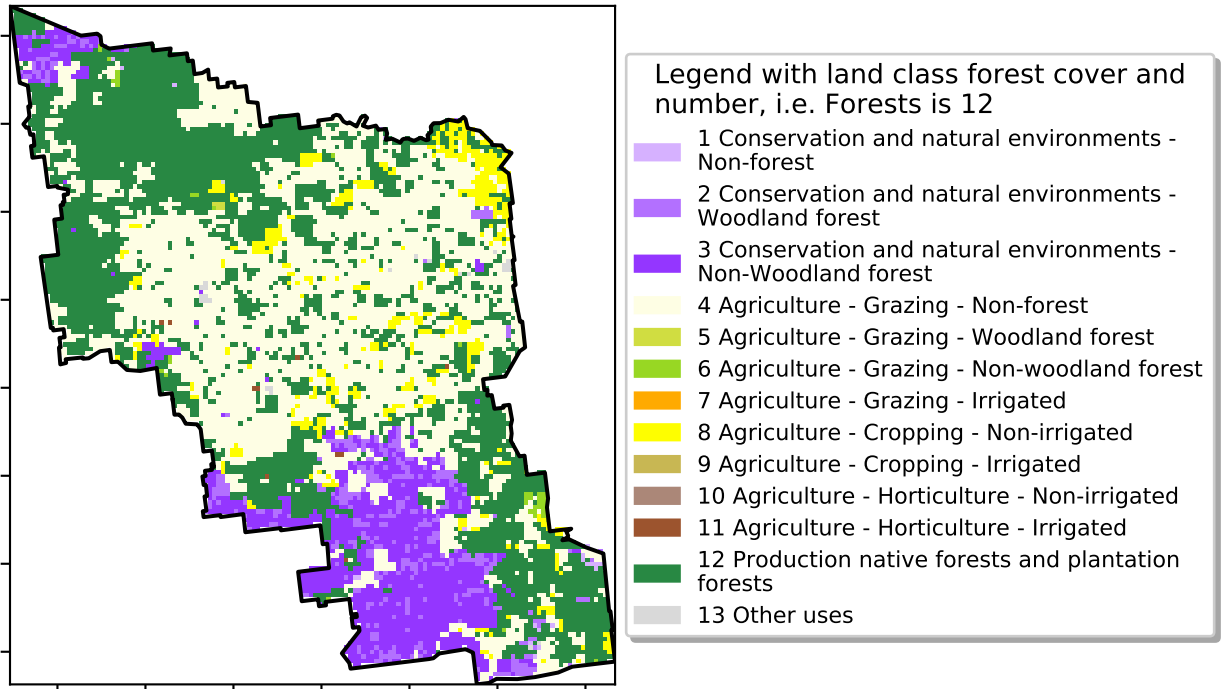 Legend with land class forest cover and
number, i.e. Forests is 12
1 Conservation and natural environments -
Non-forest
2 Conservation and natural environments -
Woodland forest
3 Conservation and natural environments -
Non-Woodland forest
4 Agriculture - Grazing - Non-forest
5 Agriculture - Grazing - Woodland forest
6 Agriculture - Grazing - Non-woodland forest
7 Agriculture - Grazing - Irrigated
8 Agriculture - Cropping - Non-irrigated
9 Agriculture - Cropping - Irrigated
10 Agriculture - Horticulture - Non-irrigated
11 Agriculture - Horticulture - Irrigated
12 Production native forests and plantation
forests
13 Other uses